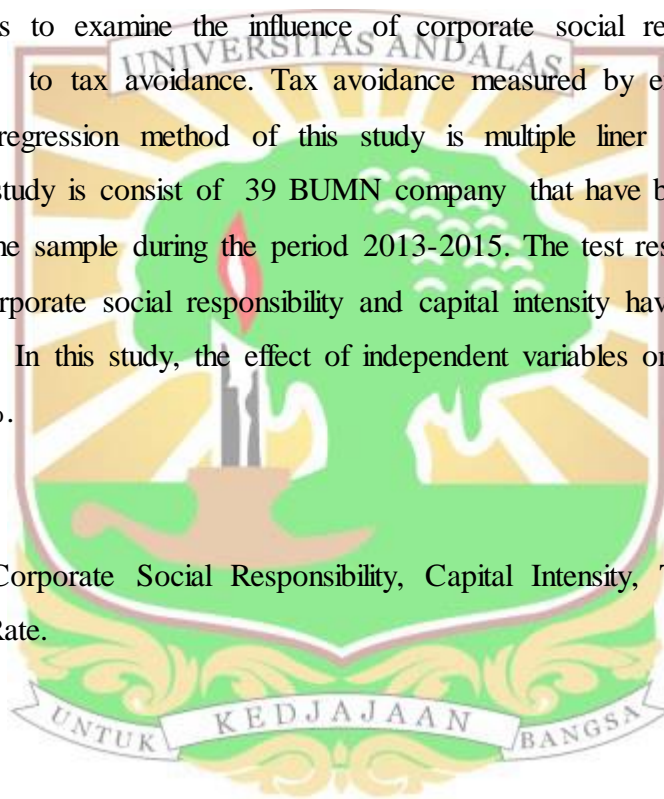 s to examine the influence of corporate social re
UNIVERSITAS ANDALAS
to tax avoidance. Tax avoidance measured by e
regression method of this study is multiple liner
study is consist of 39 BUMN company that have b
ne sample during the period 2013-2015. The test res
rporate social responsibility and capital intensity hav
In this study, the effect of independent variables or
Corporate Social Responsibility, Capital Intensity, T
Rate.
UNTUK KEDJAJAAN BANGSA